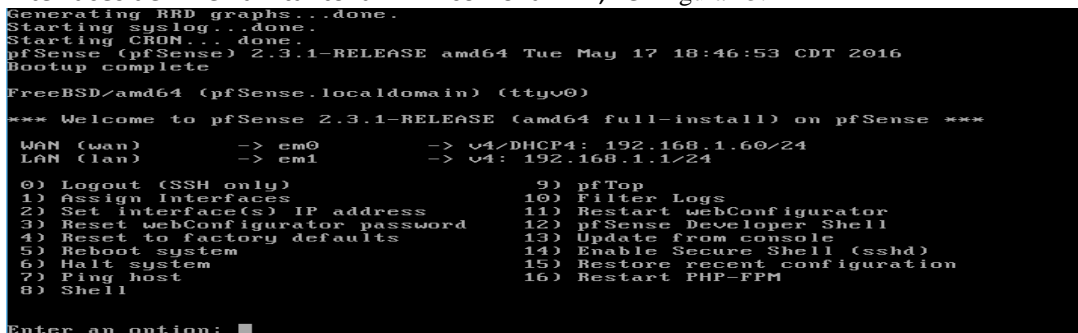 Generating RRD graphs...done.
Starting syslog...done.
Starting CRON... done.
pfSense (pfSense) 2.3.1-RELEASE amd64 Tue May 17 18:46:53 CDT 2016
Bootup complete
FreeBSD/amd64 (pfSense.localdomain) (ttyv0)
*** Welcome to pfSense 2.3.1-RELEASE (amd64 full-install) on pfSense ***
WAN (wan) -> em0 -> v4/DHCP4: 192.168.1.60/24
LAN (lan) -> em1 -> v4: 192.168.1.1/24
0) Logout (SSH only) 9) pfTop
1) Assign Interfaces 10) Filter Logs
2) Set interface(s) IP address 11) Restart webConfigurator
3) Reset webConfigurator password 12) pfSense Developer Shell
4) Reset to factory defaults 13) Update from console
5) Reboot system 14) Enable Secure Shell (sshd)
6) Halt system 15) Restore recent configuration
7) Ping host 16) Restart PHP-FPM
8) Shell
Enter an option: